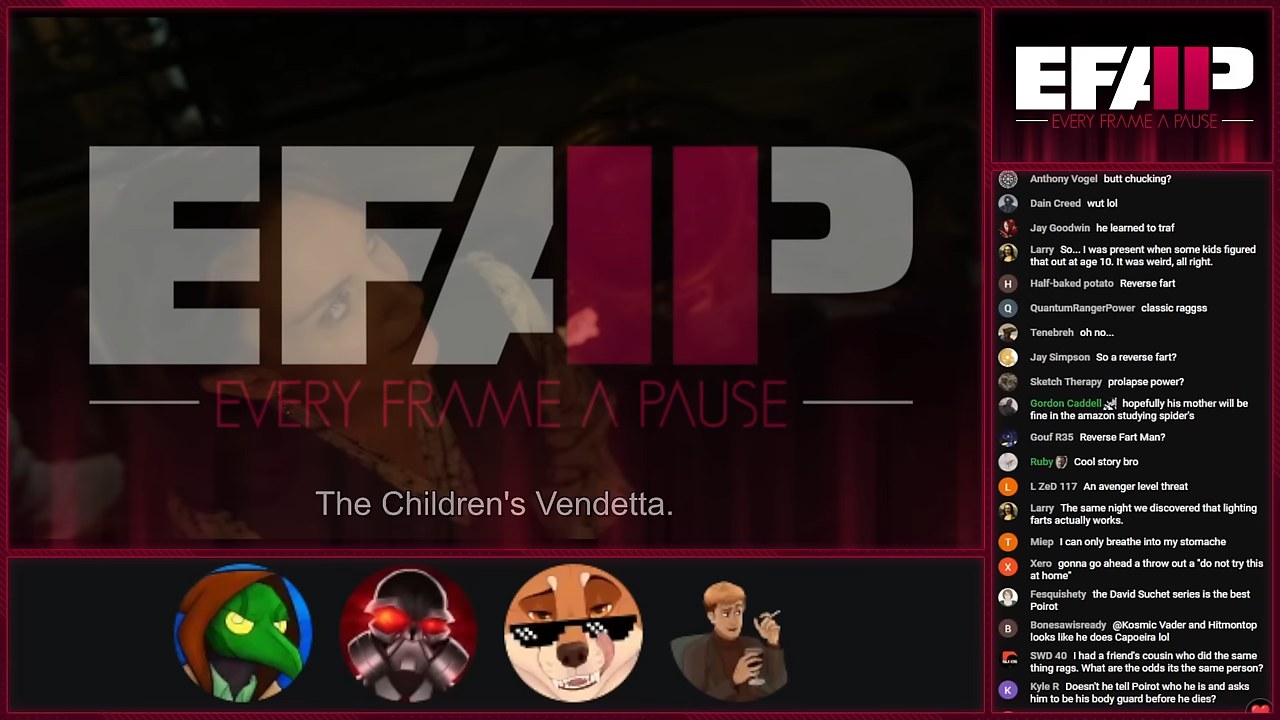 EFAP
EVERY FRAME A PAUSE
The Children's Vendetta.
EFAP
EVERY FRAME A PAUSE
Anthony Vogel butt chucking?
Dain Creed wut lol
Jay Goodwin he learned to traf
Larry So... I was present when some kids figured
that out at age 10. It was weird, all right.
H Half-baked potato Reverse fart
Q QuantumRangerPower classic raggss
Tenebreh oh no...
Jay Simpson So a reverse fart?
Sketch Therapy prolapse power?
Gordon Caddell hopefully his mother will be
fine in the amazon studying spider's
Gouf R35 Reverse Fart Man?
Ruby Cool story bro
L L ZeD 117 An avenger level threat
Larry The same night we discovered that lighting
farts actually works.
T Miep I can only breathe into my stomache
X Xero gonna go ahead a throw out a "do not try this
at home"
Fesquishety the David Suchet series is the best
Poirot
B Bonesawisready @Kosmic Vader and Hitmontop
looks like he does Capoeira lol
SWD 40 I had a friend's cousin who did the same
thing rags. What are the odds its the same person?
K Kyle R Doesn't he tell Poirot who he is and asks
him to be his body guard before he dies?